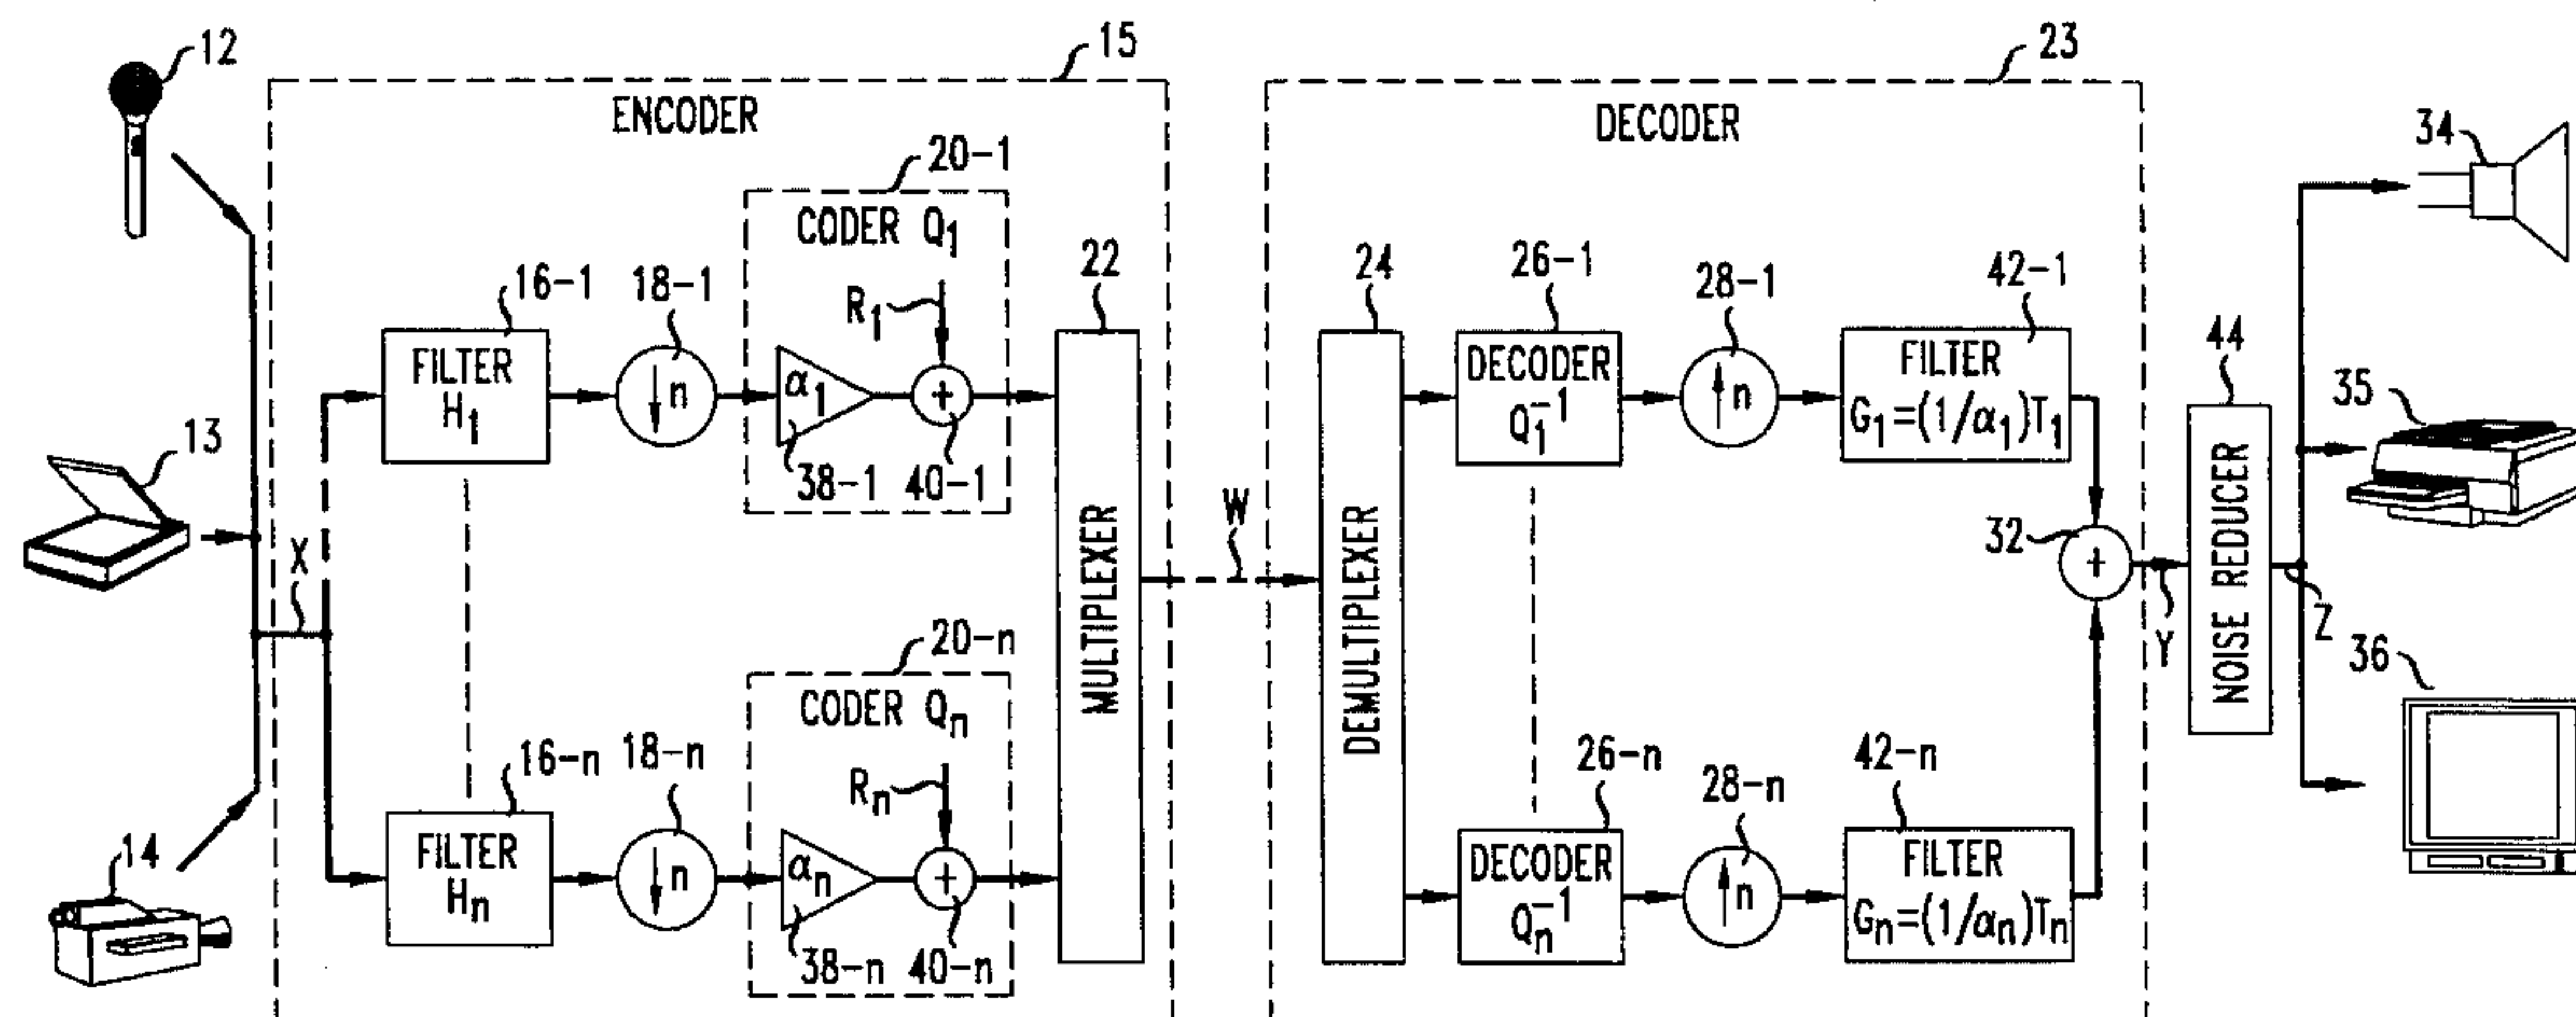 12
13
14
X
15
ENCODER
16-1
FILTER
H1
18-1
↓n
20-1
CODER Q1
R1
α1
+
38-1
40-1
22
MULTIPLEXER
16-n
FILTER
Hn
18-n
↓n
20-n
CODER Qn
Rn
αn
+
38-n
40-n
W
23
DECODER
24
DEMULTIPLEXER
26-1
DECODER
Q1^-1
28-1
↑n
42-1
FILTER
G1=(1/α1)T1
26-n
DECODER
Qn^-1
28-n
↑n
42-n
FILTER
Gn=(1/αn)Tn
32
+
Y
44
NOISE REDUCER
Z
34
35
36